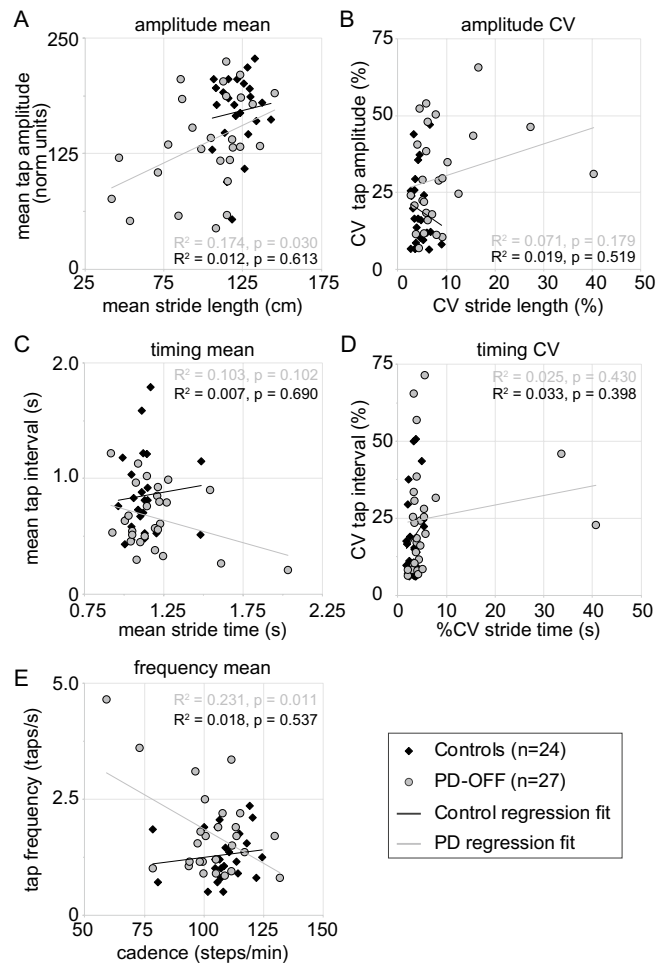 A
amplitude mean
250
125
0
mean tap amplitude
(norm units)
R² = 0.174, p = 0.030
R² = 0.012, p = 0.613
25
75
125
175
mean stride length (cm)
B
amplitude CV
75
50
25
0
CV tap amplitude (%)
R² = 0.071, p = 0.179
R² = 0.019, p = 0.519
0
10
20
30
40
50
CV stride length (%)
C
timing mean
2.0
1.0
0.0
mean tap interval (s)
R² = 0.103, p = 0.102
R² = 0.007, p = 0.690
0.75
1.25
1.75
2.25
mean stride time (s)
D
timing CV
75
50
25
0
CV tap interval (%)
R² = 0.025, p = 0.430
R² = 0.033, p = 0.398
0
10
20
30
40
50
%CV stride time (s)
E
frequency mean
5.0
2.5
0
tap frequency (taps/s)
R² = 0.231, p = 0.011
R² = 0.018, p = 0.537
50
75
100
125
150
cadence (steps/min)
Controls (n=24)
PD-OFF (n=27)
Control regression fit
PD regression fit